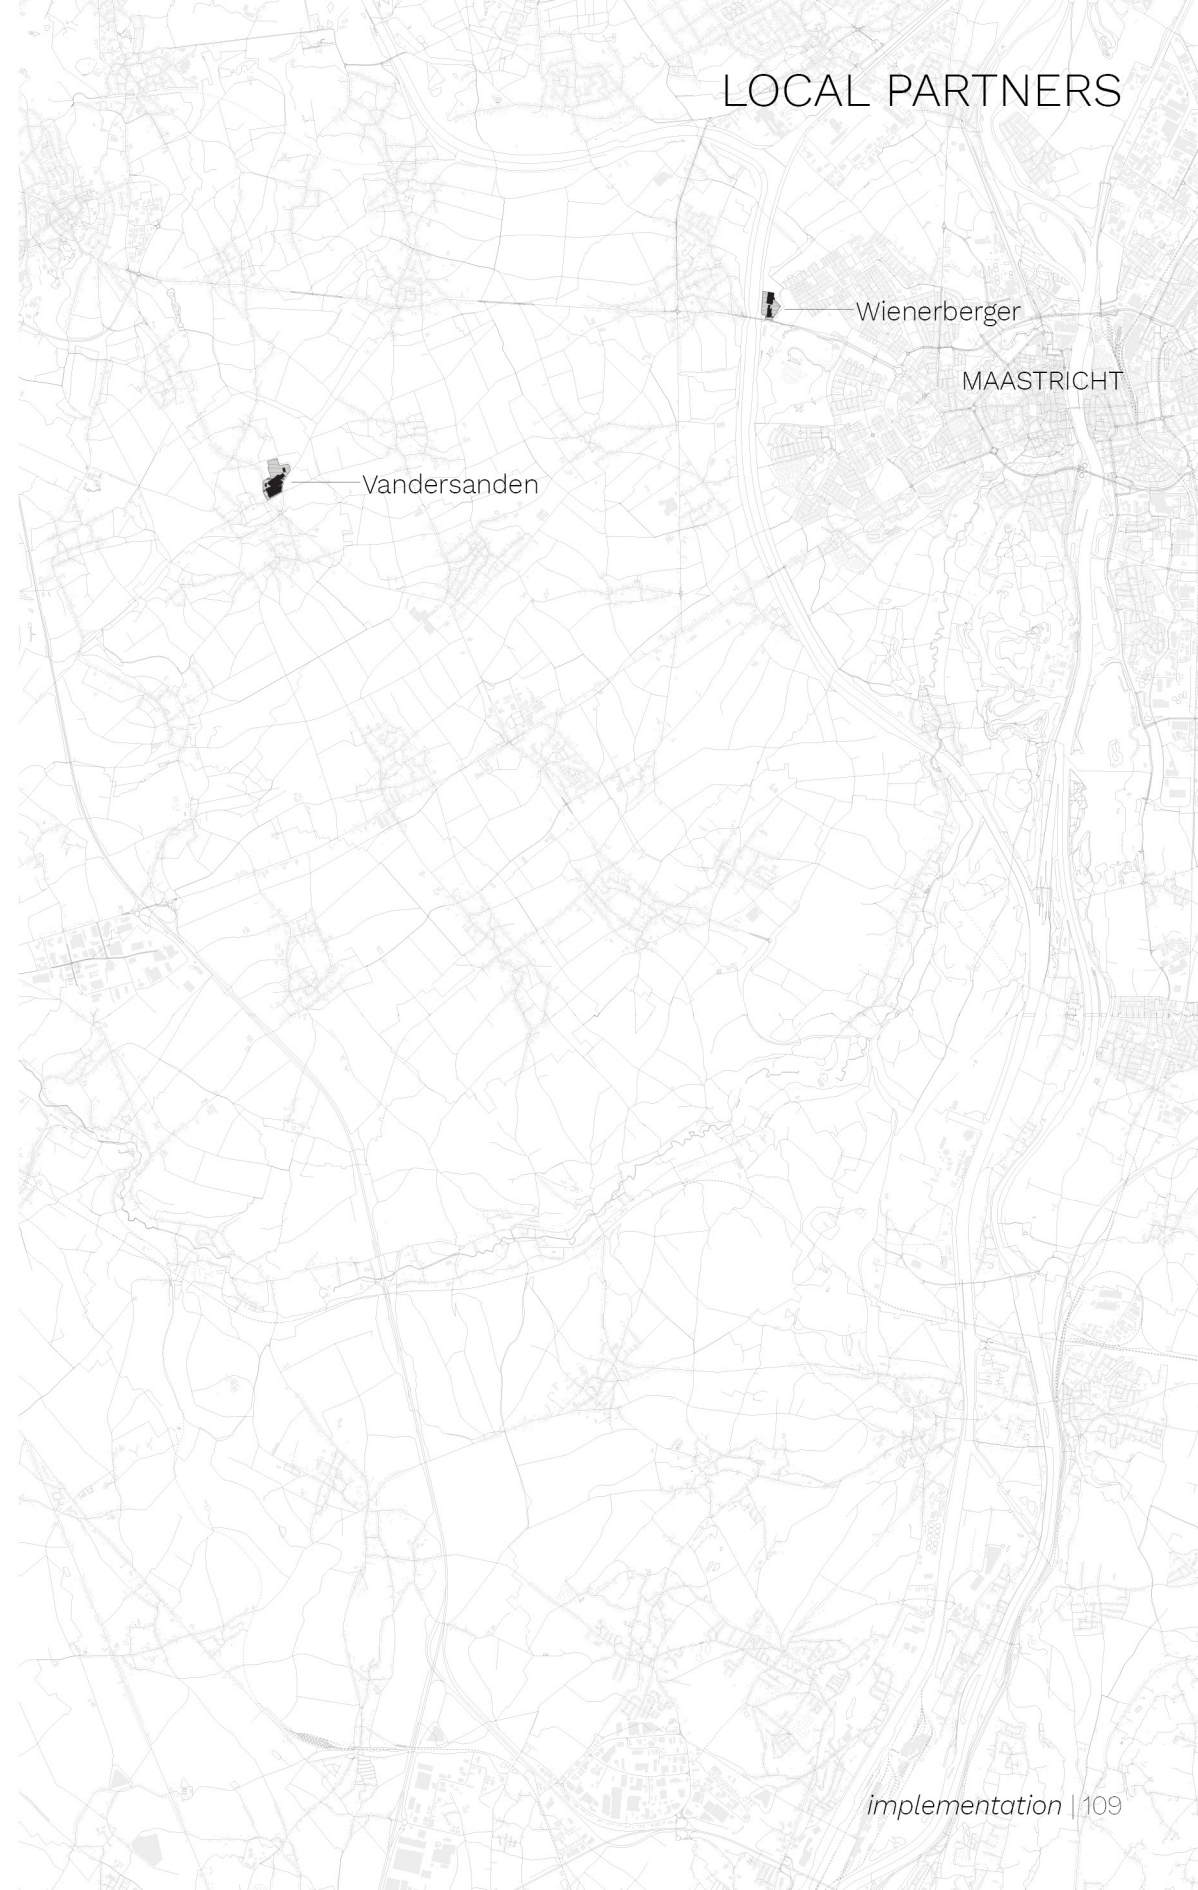 LOCAL PARTNERS
Wienerberger
MAASTRICHT
Vandersanden
implementation | 109